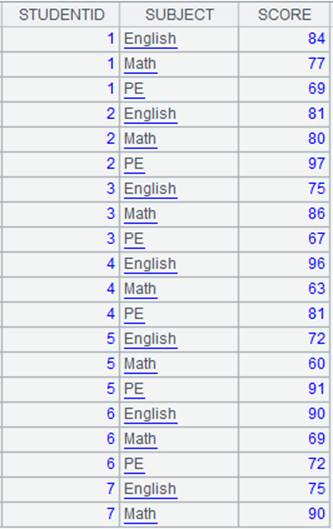 STUDENTID SUBJECT SCORE
1 English 84
1 Math 77
1 PE 69
2 English 81
2 Math 80
2 PE 97
3 English 75
3 Math 86
3 PE 67
4 English 96
4 Math 63
4 PE 81
5 English 72
5 Math 60
5 PE 91
6 English 90
6 Math 69
6 PE 72
7 English 75
7 Math 90